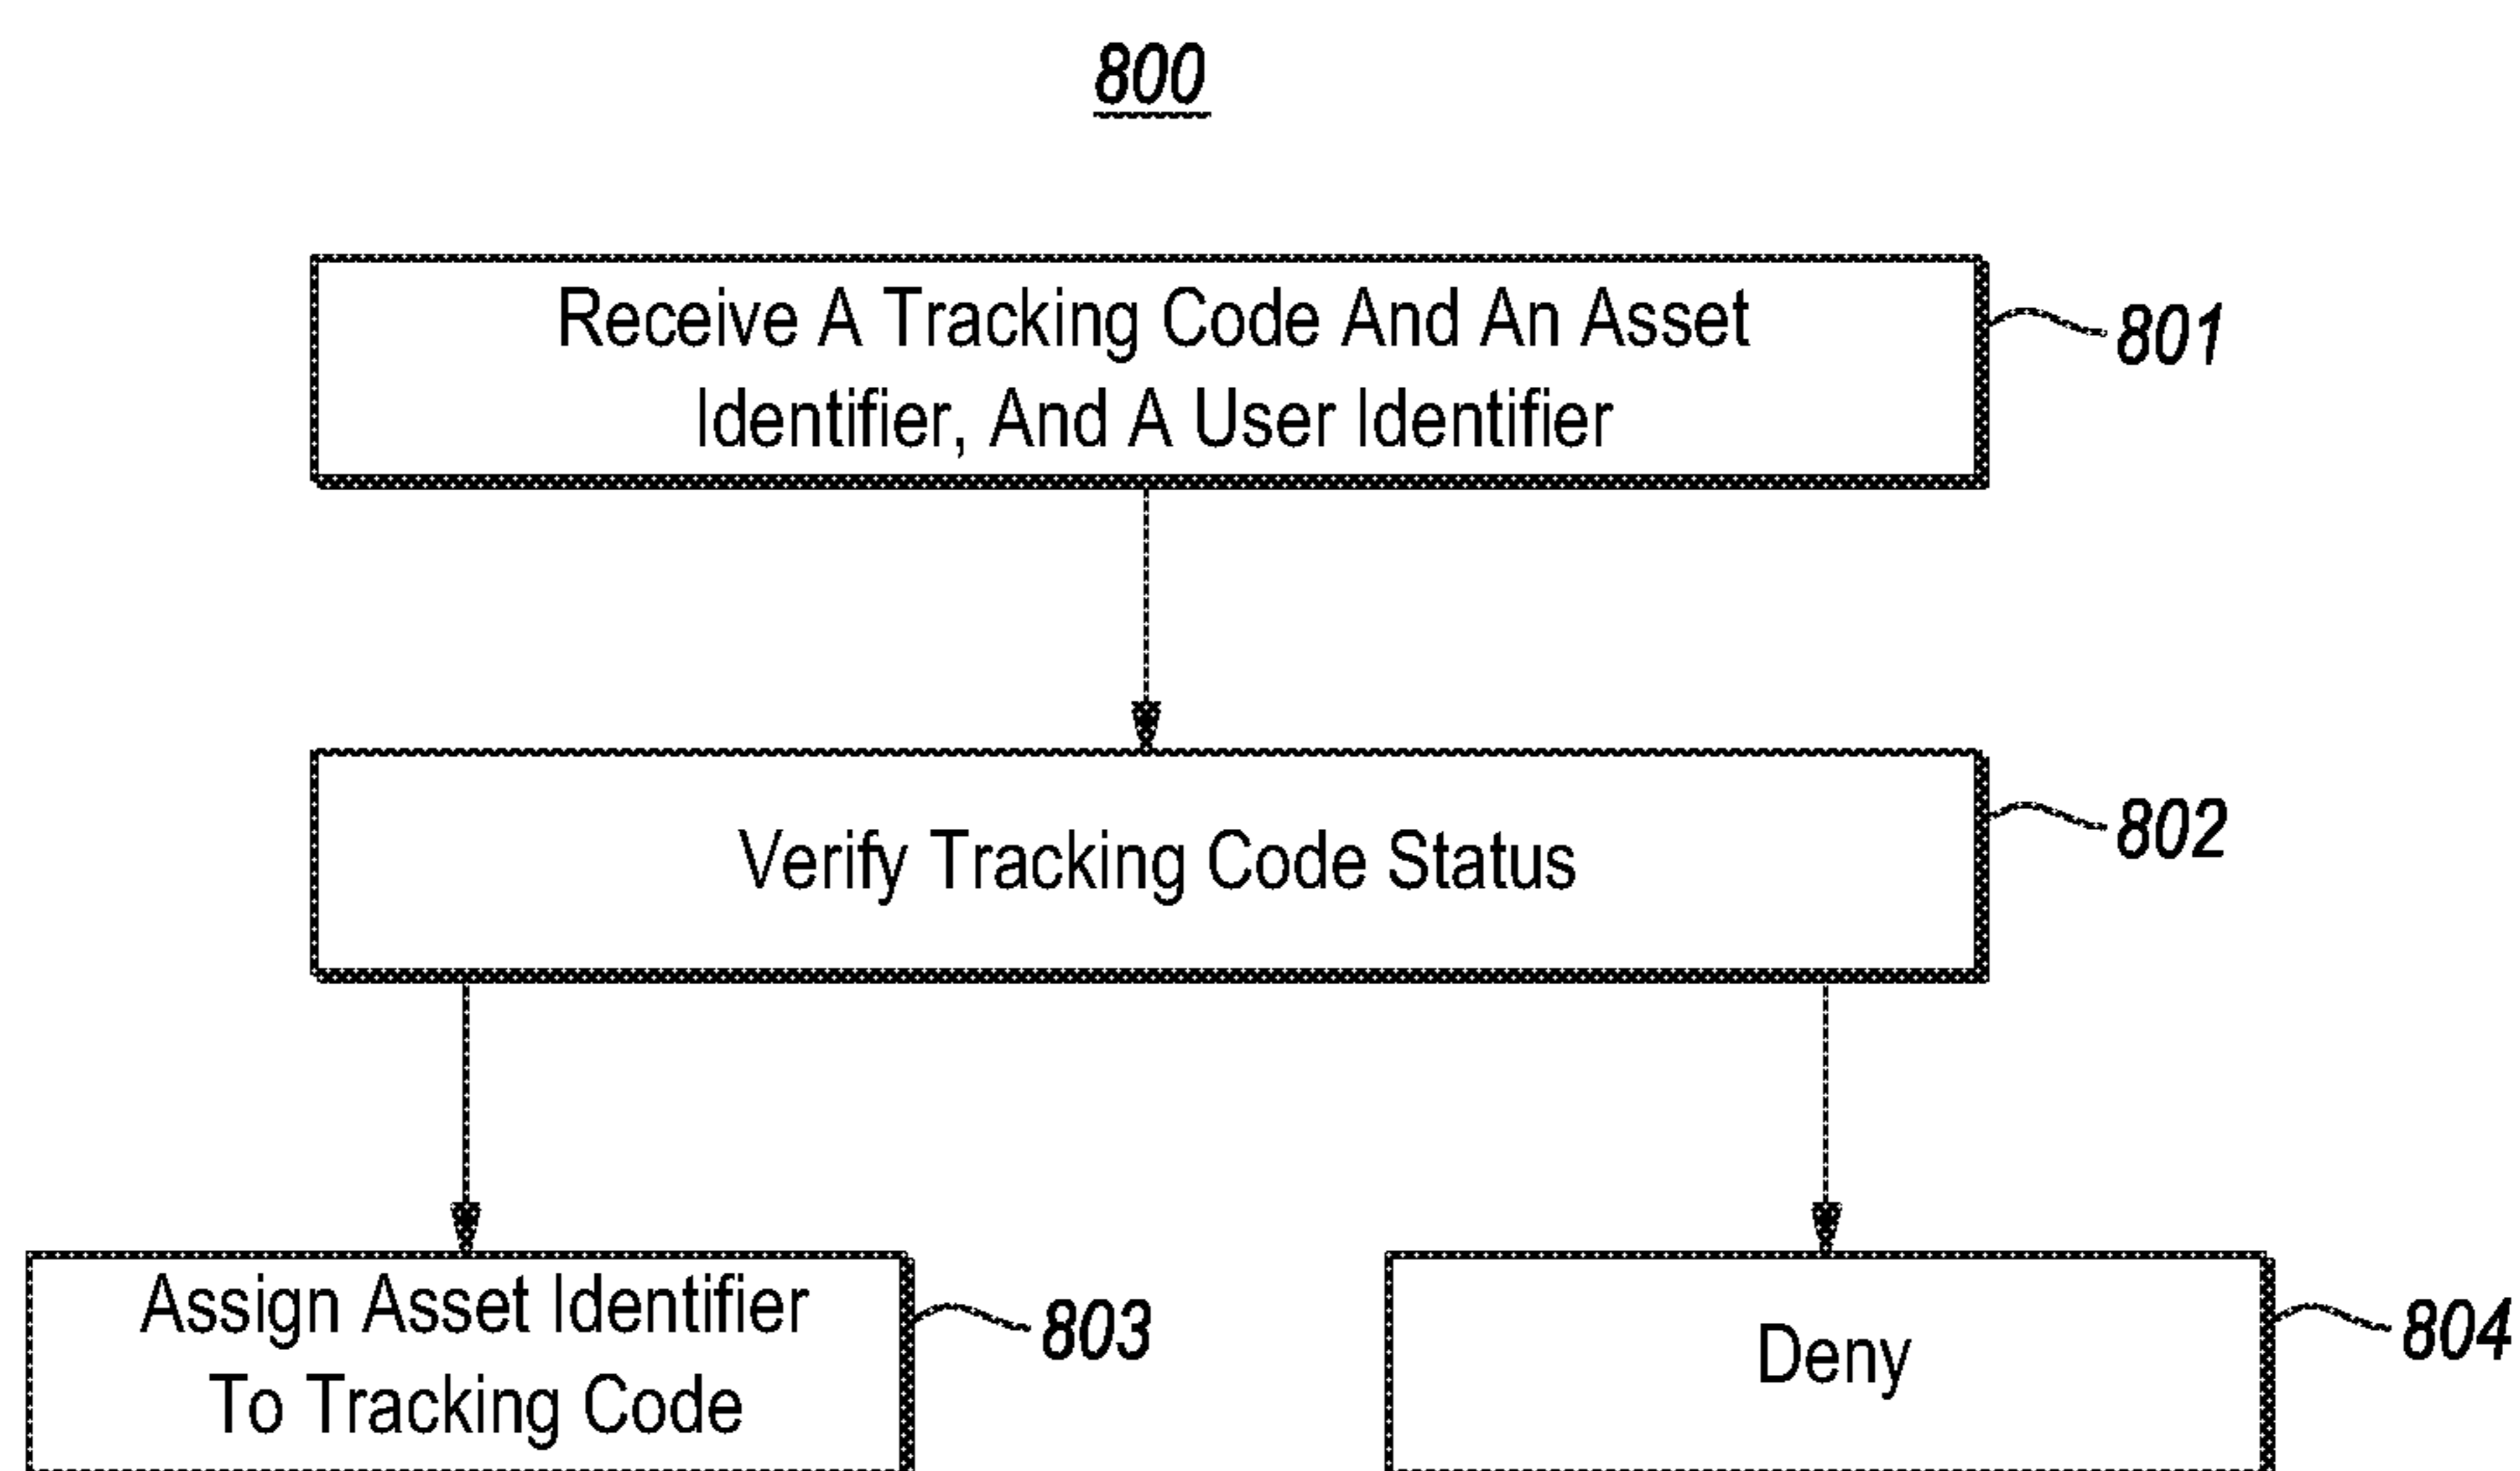 800
Receive A Tracking Code And An Asset
Identifier, And A User Identifier
801
Verify Tracking Code Status
802
Assign Asset Identifier
To Tracking Code
803
Deny
804